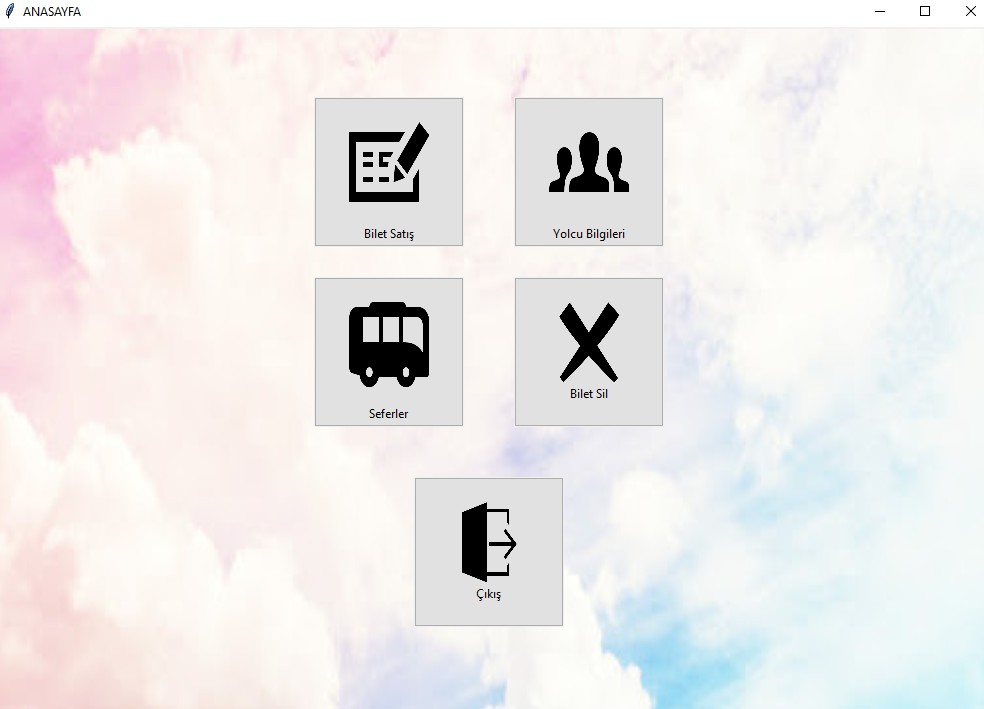 ANASAYFA
Bilet Satış
Yolcu Bilgileri
Seferler
Bilet Sil
Çıkış